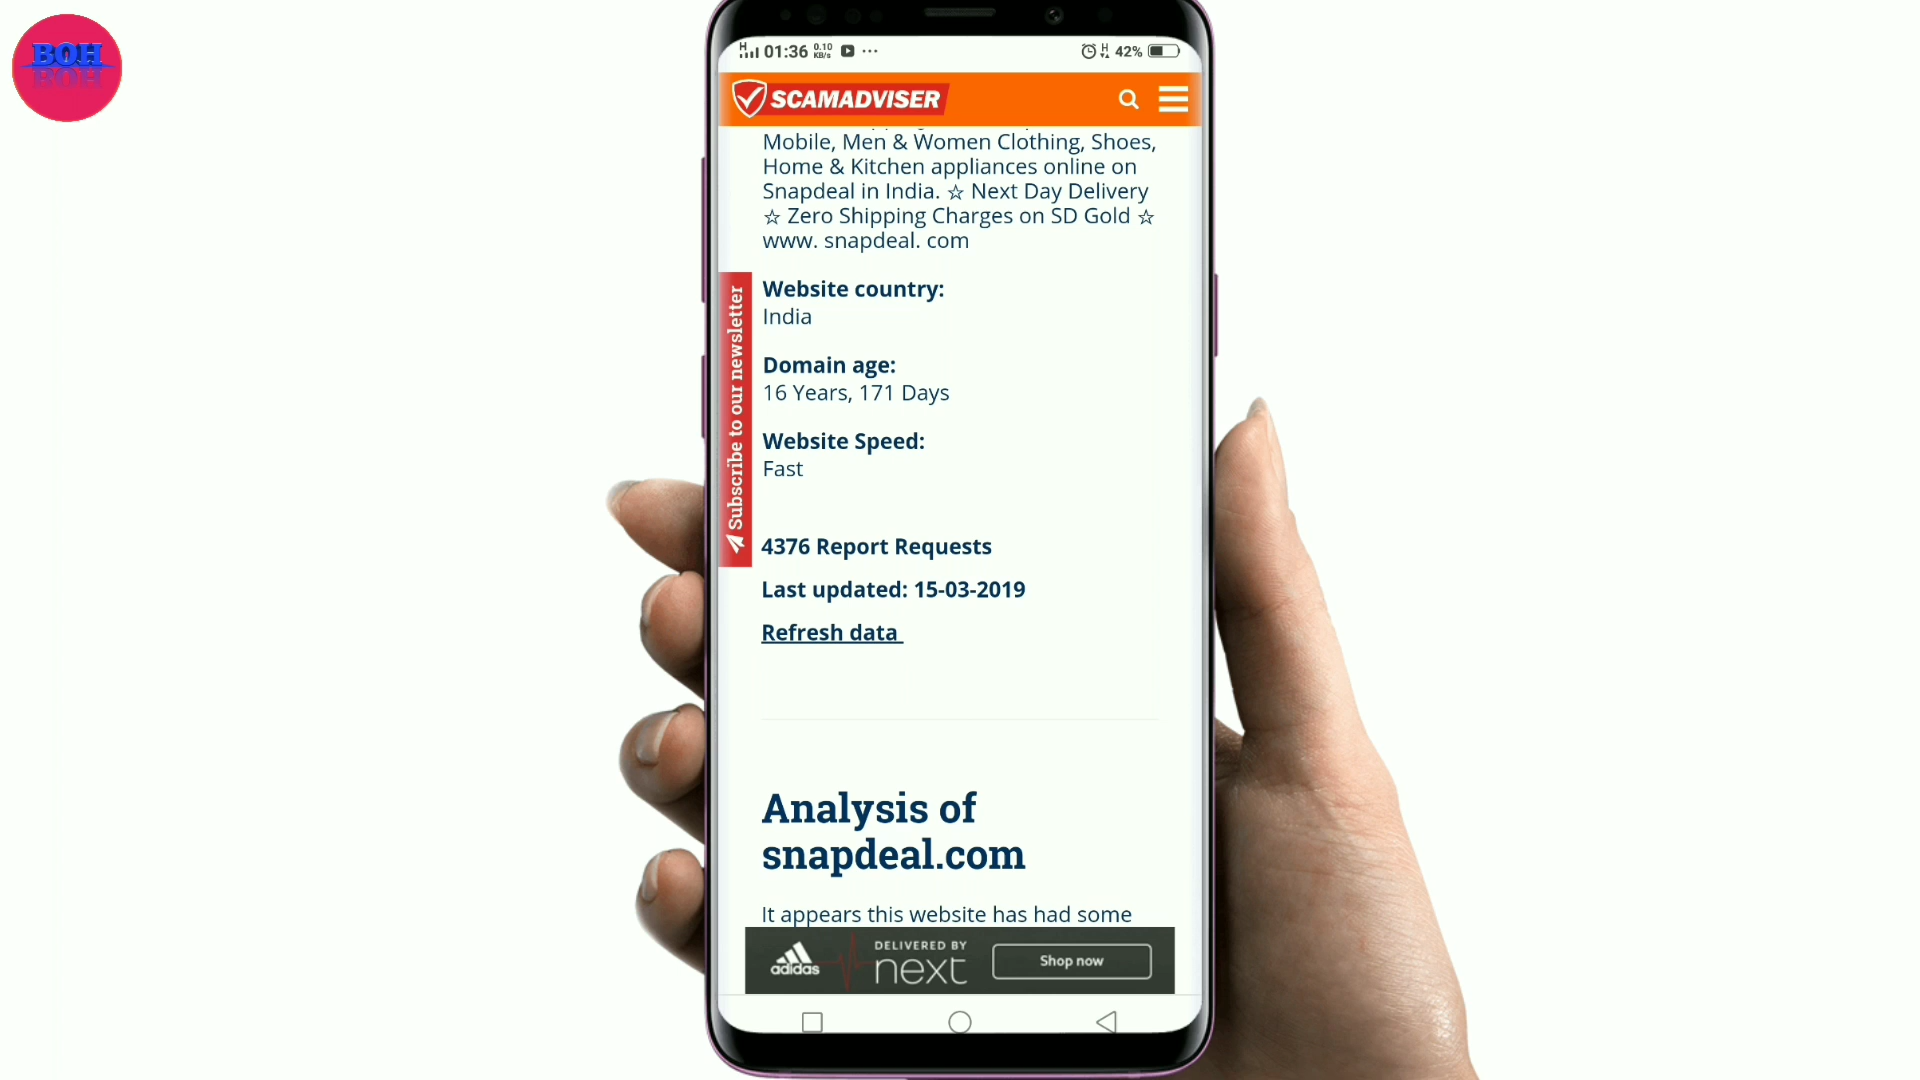 BOH
01:36 0.10 KB/s ...
H 42%
SCAMADVISER
Mobile, Men & Women Clothing, Shoes,
Home & Kitchen appliances online on
Snapdeal in India. ☆ Next Day Delivery
☆ Zero Shipping Charges on SD Gold ☆
www. snapdeal. com
Website country:
India
Domain age:
16 Years, 171 Days
Website Speed:
Fast
Subscribe to our newsletter
4376 Report Requests
Last updated: 15-03-2019
Refresh data
Analysis of
snapdeal.com
It appears this website has had some
adidas
DELIVERED BY
next
Shop now